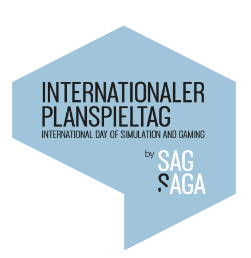 INTERNATIONALER
PLANSPIELTAG
INTERNATIONAL DAY OF SIMULATION AND GAMING
by SAG
SAGA